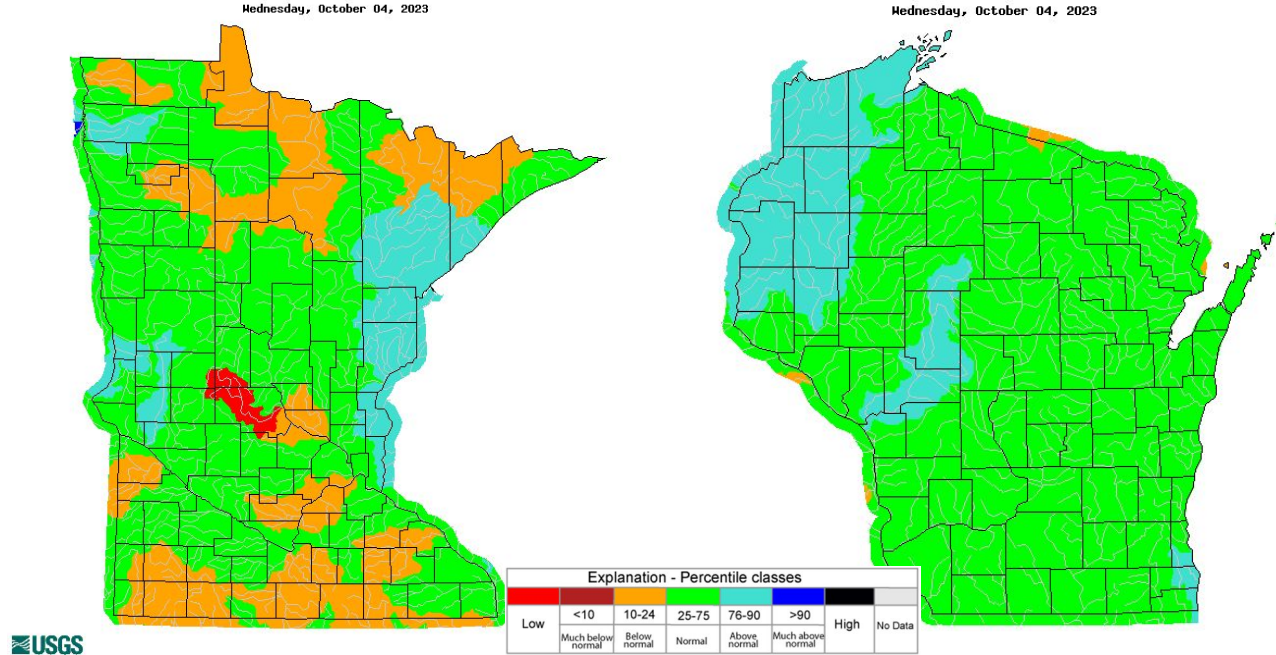 Wednesday, October 04, 2023
Wednesday, October 04, 2023
Explanation - Percentile classes
Low
<10
10-24
25-75
76-90
>90
High
No Data
Much below
normal
Below
normal
Normal
Above
normal
Much above
normal
USGS